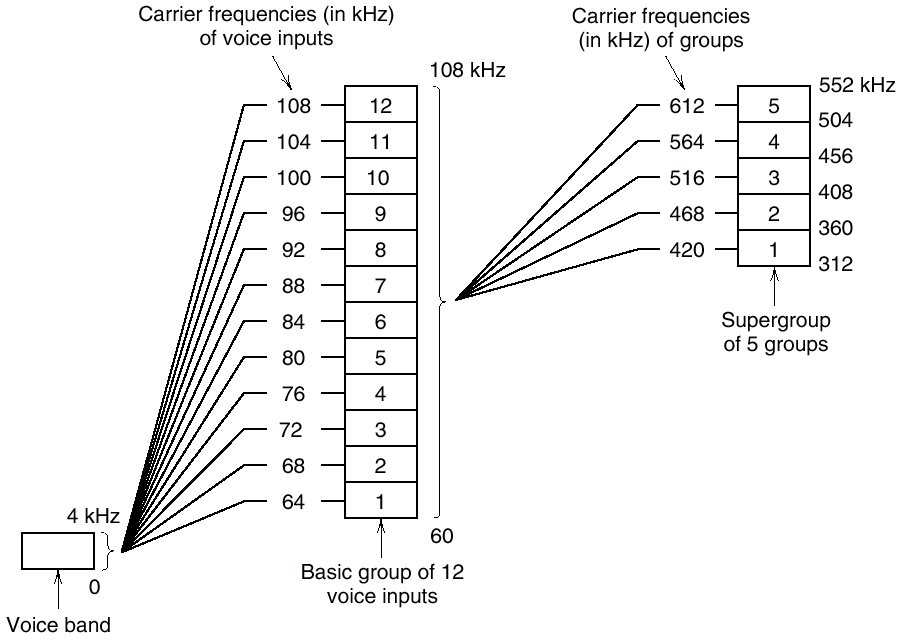 Carrier frequencies (in kHz)
of voice inputs
Carrier frequencies
(in kHz) of groups
108 kHz
552 kHz
108 12
612 5
504
104 11
564 4
456
100 10
516 3
408
96 9
468 2
360
92 8
420 1
312
88 7
84 6
Supergroup
of 5 groups
80 5
76 4
72 3
68 2
64 1
4 kHz
60
0
Basic group of 12
voice inputs
Voice band